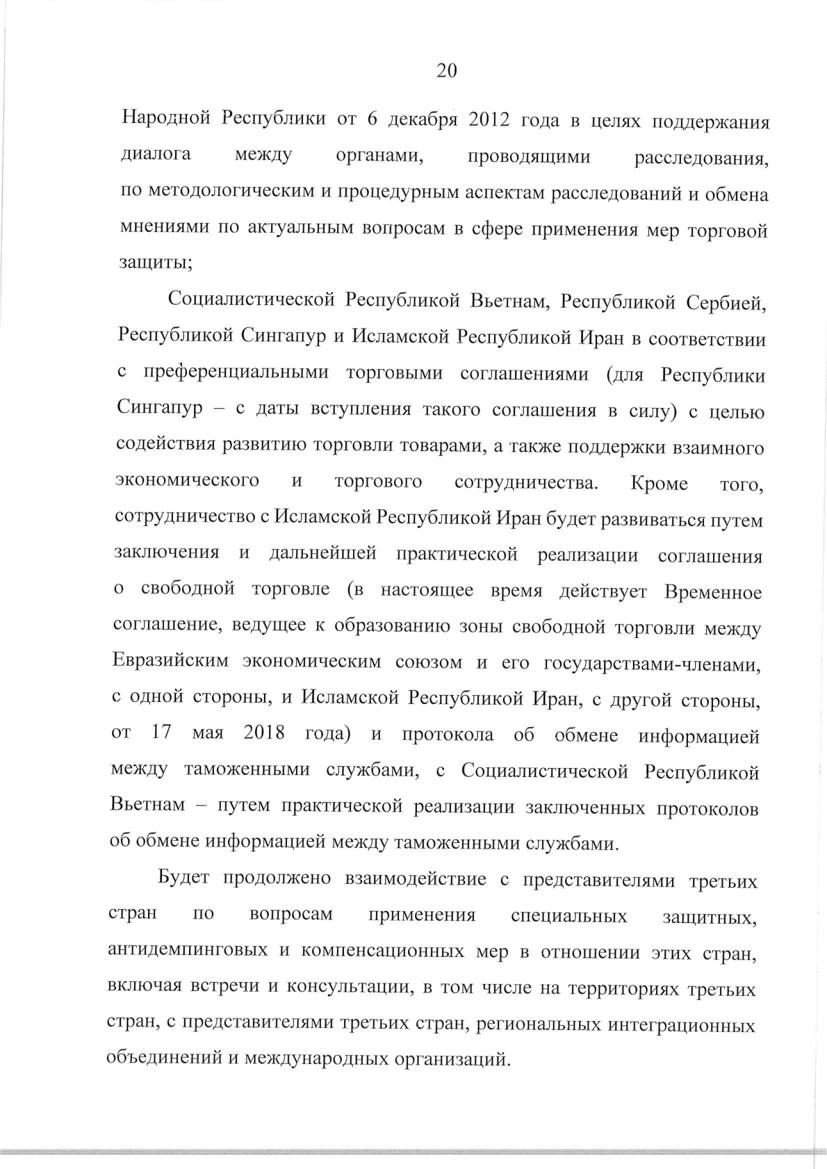 20
Народной Республики от 6 декабря 2012 года в целях поддержания
диалога между органами, проводящими расследования,
по методологическим и процедурным аспектам расследований и обмена
мнениями по актуальным вопросам в сфере применения мер торговой
защиты;
Социалистической Республикой Вьетнам, Республикой Сербией,
Республикой Сингапур и Исламской Республикой Иран в соответствии
с преференциальными торговыми соглашениями (для Республики
Сингапур – с даты вступления такого соглашения в силу) с целью
содействия развитию торговли товарами, а также поддержки взаимного
экономического и торгового сотрудничества. Кроме того,
сотрудничество с Исламской Республикой Иран будет развиваться путем
заключения и дальнейшей практической реализации соглашения
о свободной торговле (в настоящее время действует Временное
соглашение, ведущее к образованию зоны свободной торговли между
Евразийским экономическим союзом и его государствами-членами,
с одной стороны, и Исламской Республикой Иран, с другой стороны,
от 17 мая 2018 года) и протокола об обмене информацией
между таможенными службами, с Социалистической Республикой
Вьетнам – путем практической реализации заключенных протоколов
об обмене информацией между таможенными службами.
Будет продолжено взаимодействие с представителями третьих
стран по вопросам применения специальных защитных,
антидемпинговых и компенсационных мер в отношении этих стран,
включая встречи и консультации, в том числе на территориях третьих
стран, с представителями третьих стран, региональных интеграционных
объединений и международных организаций.